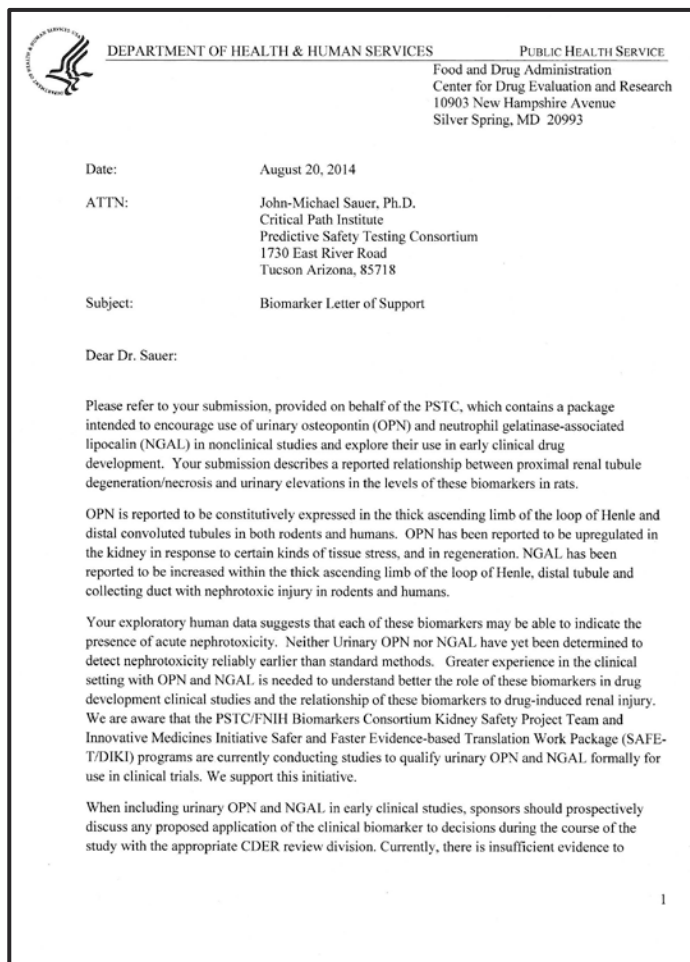 DEPARTMENT OF HEALTH & HUMAN SERVICES PUBLIC HEALTH SERVICE
Food and Drug Administration
Center for Drug Evaluation and Research
10903 New Hampshire Avenue
Silver Spring, MD 20993
Date: August 20, 2014
ATTN: John-Michael Sauer, Ph.D.
Critical Path Institute
Predictive Safety Testing Consortium
1730 East River Road
Tucson Arizona, 85718
Subject: Biomarker Letter of Support
Dear Dr. Sauer:
Please refer to your submission, provided on behalf of the PSTC, which contains a package
intended to encourage use of urinary osteopontin (OPN) and neutrophil gelatinase-associated
lipocalin (NGAL) in nonclinical studies and explore their use in early clinical drug
development. Your submission describes a reported relationship between proximal renal tubule
degeneration/necrosis and urinary elevations in the levels of these biomarkers in rats.
OPN is reported to be constitutively expressed in the thick ascending limb of the loop of Henle and
distal convoluted tubules in both rodents and humans. OPN has been reported to be upregulated in
the kidney in response to certain kinds of tissue stress, and in regeneration. NGAL has been
reported to be increased within the thick ascending limb of the loop of Henle, distal tubule and
collecting duct with nephrotoxic injury in rodents and humans.
Your exploratory human data suggests that each of these biomarkers may be able to indicate the
presence of acute nephrotoxicity. Neither Urinary OPN nor NGAL have yet been determined to
detect nephrotoxicity reliably earlier than standard methods. Greater experience in the clinical
setting with OPN and NGAL is needed to understand better the role of these biomarkers in drug
development clinical studies and the relationship of these biomarkers to drug-induced renal injury.
We are aware that the PSTC/FNIH Biomarkers Consortium Kidney Safety Project Team and
Innovative Medicines Initiative Safer and Faster Evidence-based Translation Work Package (SAFE-
T/DIKI) programs are currently conducting studies to qualify urinary OPN and NGAL formally for
use in clinical trials. We support this initiative.
When including urinary OPN and NGAL in early clinical studies, sponsors should prospectively
discuss any proposed application of the clinical biomarker to decisions during the course of the
study with the appropriate CDER review division. Currently, there is insufficient evidence to
1